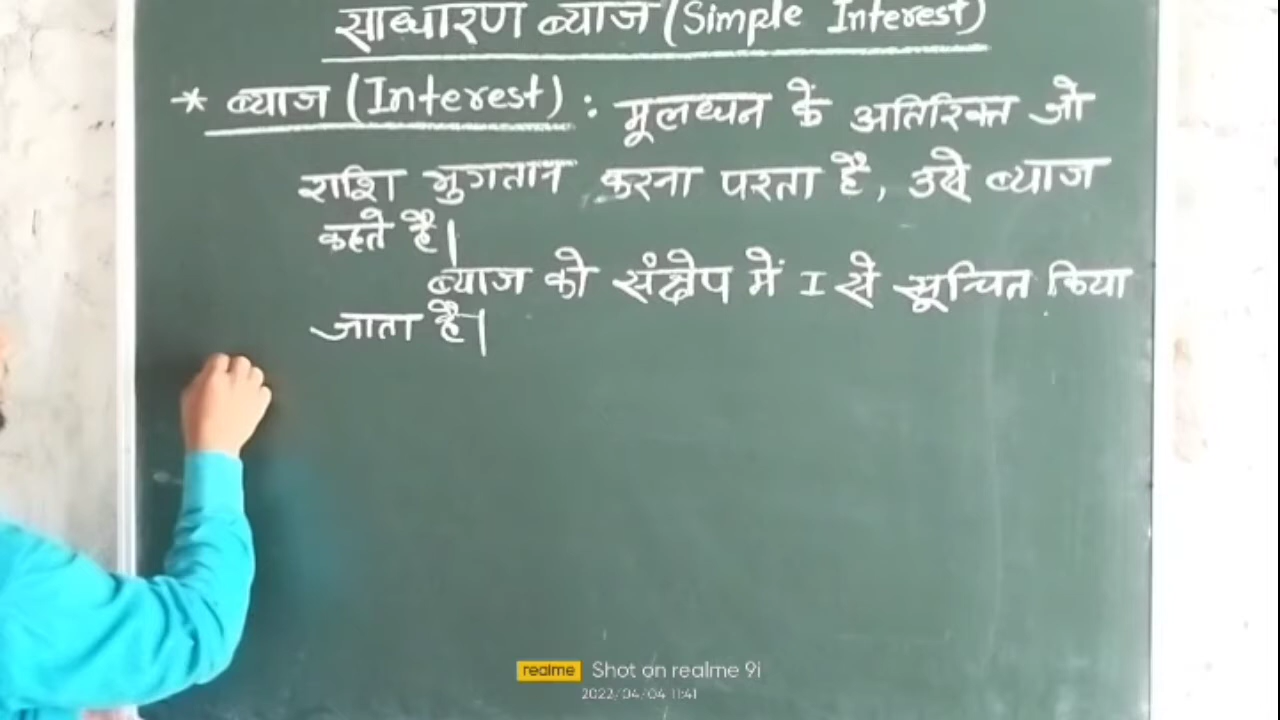 साधारण ब्याज (Simple Interest)
* ब्याज (Interest) : मूलधन के अतिरिक्त जो
राशि भुगतान करना परता है, उसे ब्याज
कहते है।
ब्याज को संक्षेप में I से सूचित किया
जाता है।
realme Shot on realme 9i
2022/04/04 11:41